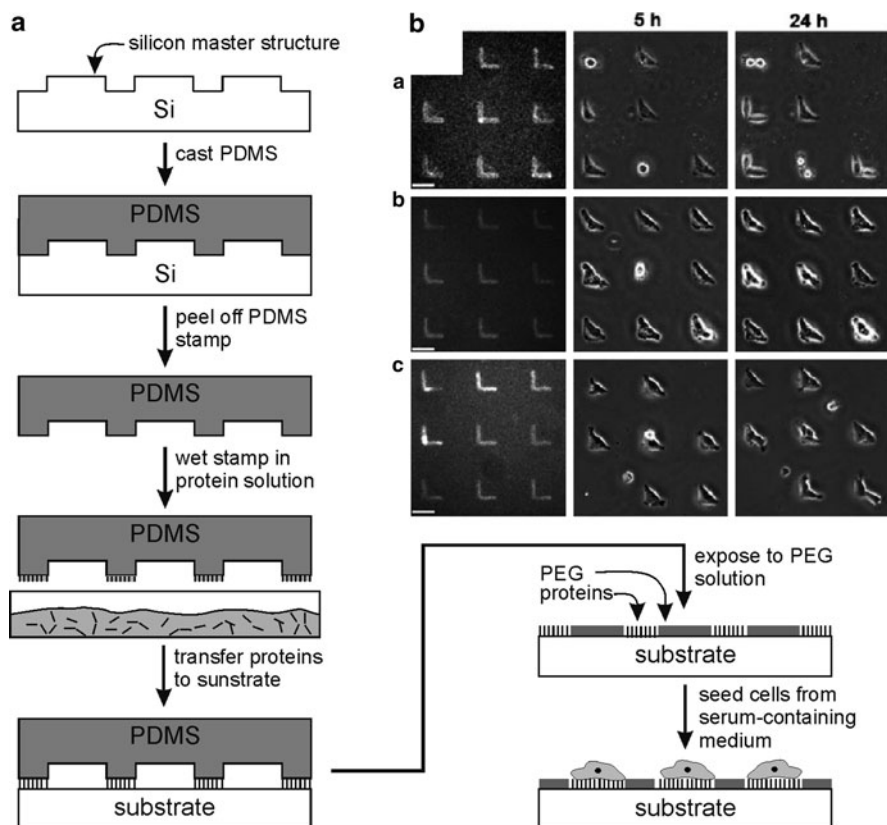 a
silicon master structure
Si
cast PDMS
PDMS
Si
peel off PDMS
stamp
PDMS
wet stamp in
protein solution
PDMS
transfer proteins
to sunstrate
PDMS
substrate
b
5 h
24 h
a
b
c
expose to PEG
solution
PEG
proteins
substrate
seed cells from
serum-containing
medium
substrate